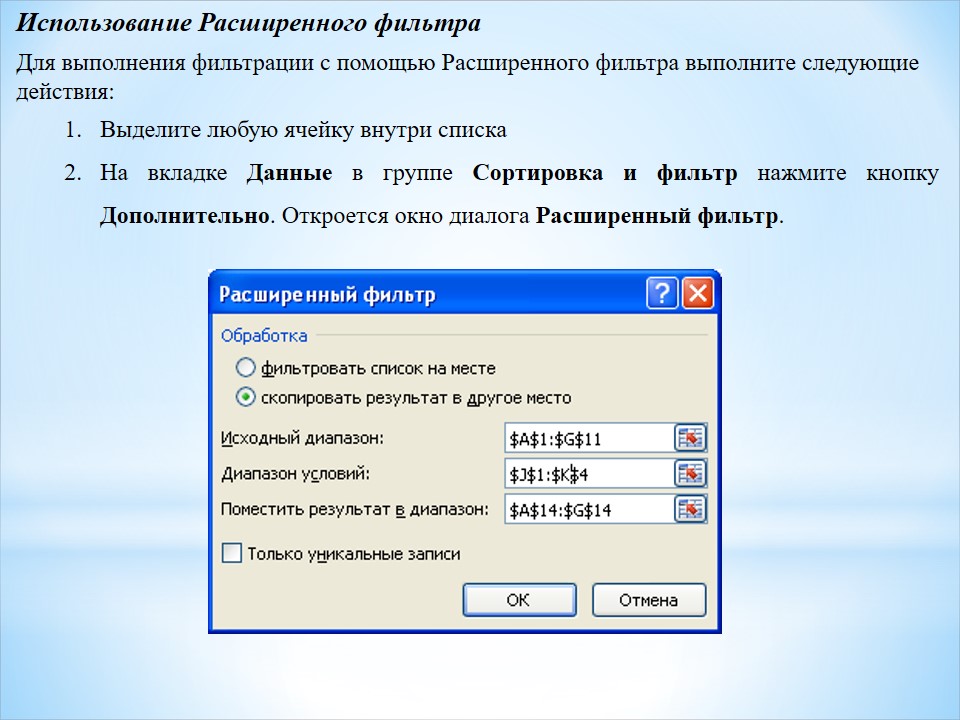 Использование Расширенного фильтра
Для выполнения фильтрации с помощью Расширенного фильтра выполните следующие
действия:
1. Выделите любую ячейку внутри списка
2. На вкладке Данные в группе Сортировка и фильтр нажмите кнопку
Дополнительно. Откроется окно диалога Расширенный фильтр.
Расширенный фильтр
Обработка
фильтровать список на месте
скопировать результат в другое место
Исходный диапазон: $A$1:$G$11
Диапазон условий: $J$1:$K$4
Поместить результат в диапазон: $A$14:$G$14
Только уникальные записи
ОК Отмена